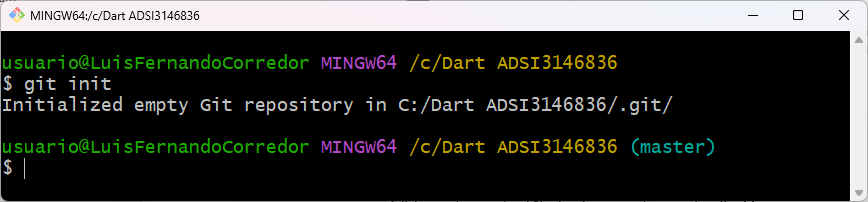 MINGW64:/c/Dart ADSI3146836
usuario@LuisFernandoCorredor MINGW64 /c/Dart ADSI3146836
$ git init
Initialized empty Git repository in C:/Dart ADSI3146836/.git/
usuario@LuisFernandoCorredor MINGW64 /c/Dart ADSI3146836 (master)
$